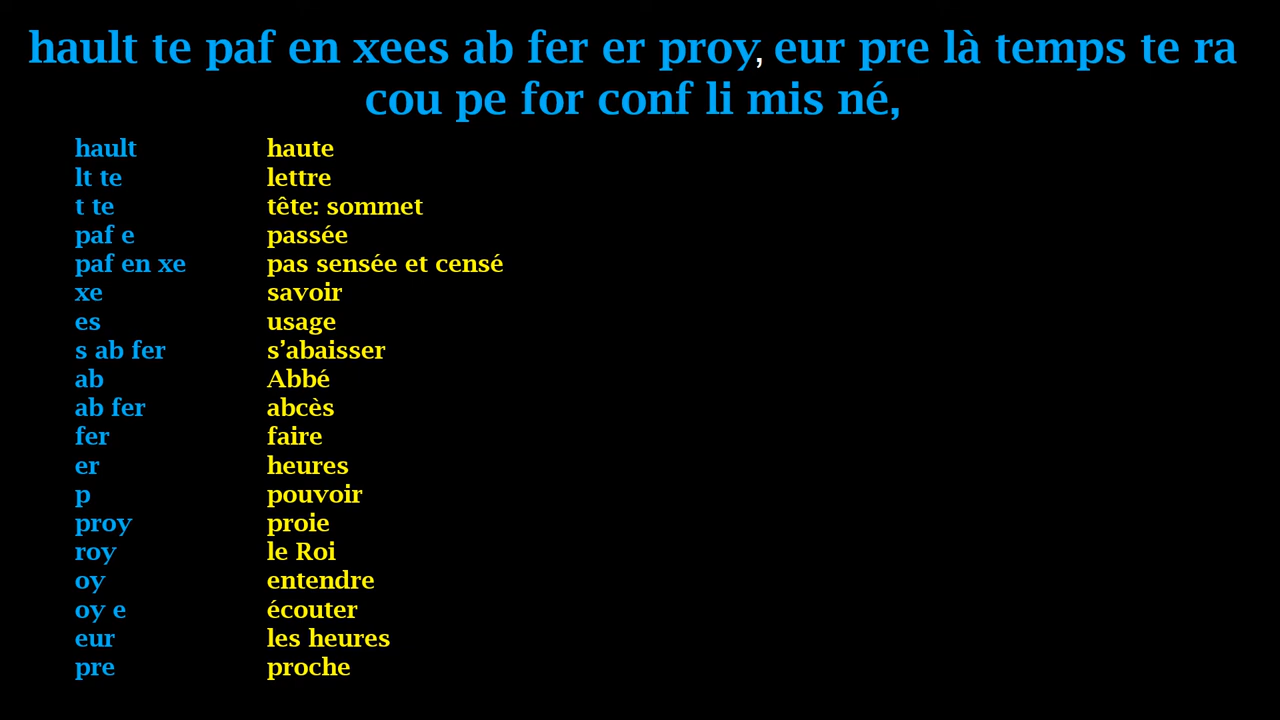 hault te paf en xees ab fer er proy, eur pre là temps te ra
cou pe for conf li mis né,
hault haute
lt te lettre
t te tête: sommet
paf e passée
paf en xe pas sensée et censé
xe savoir
es usage
s ab fer s’abaisser
ab Abbé
ab fer abcès
fer faire
er heures
p pouvoir
proy proie
roy le Roi
oy entendre
oy e écouter
eur les heures
pre proche